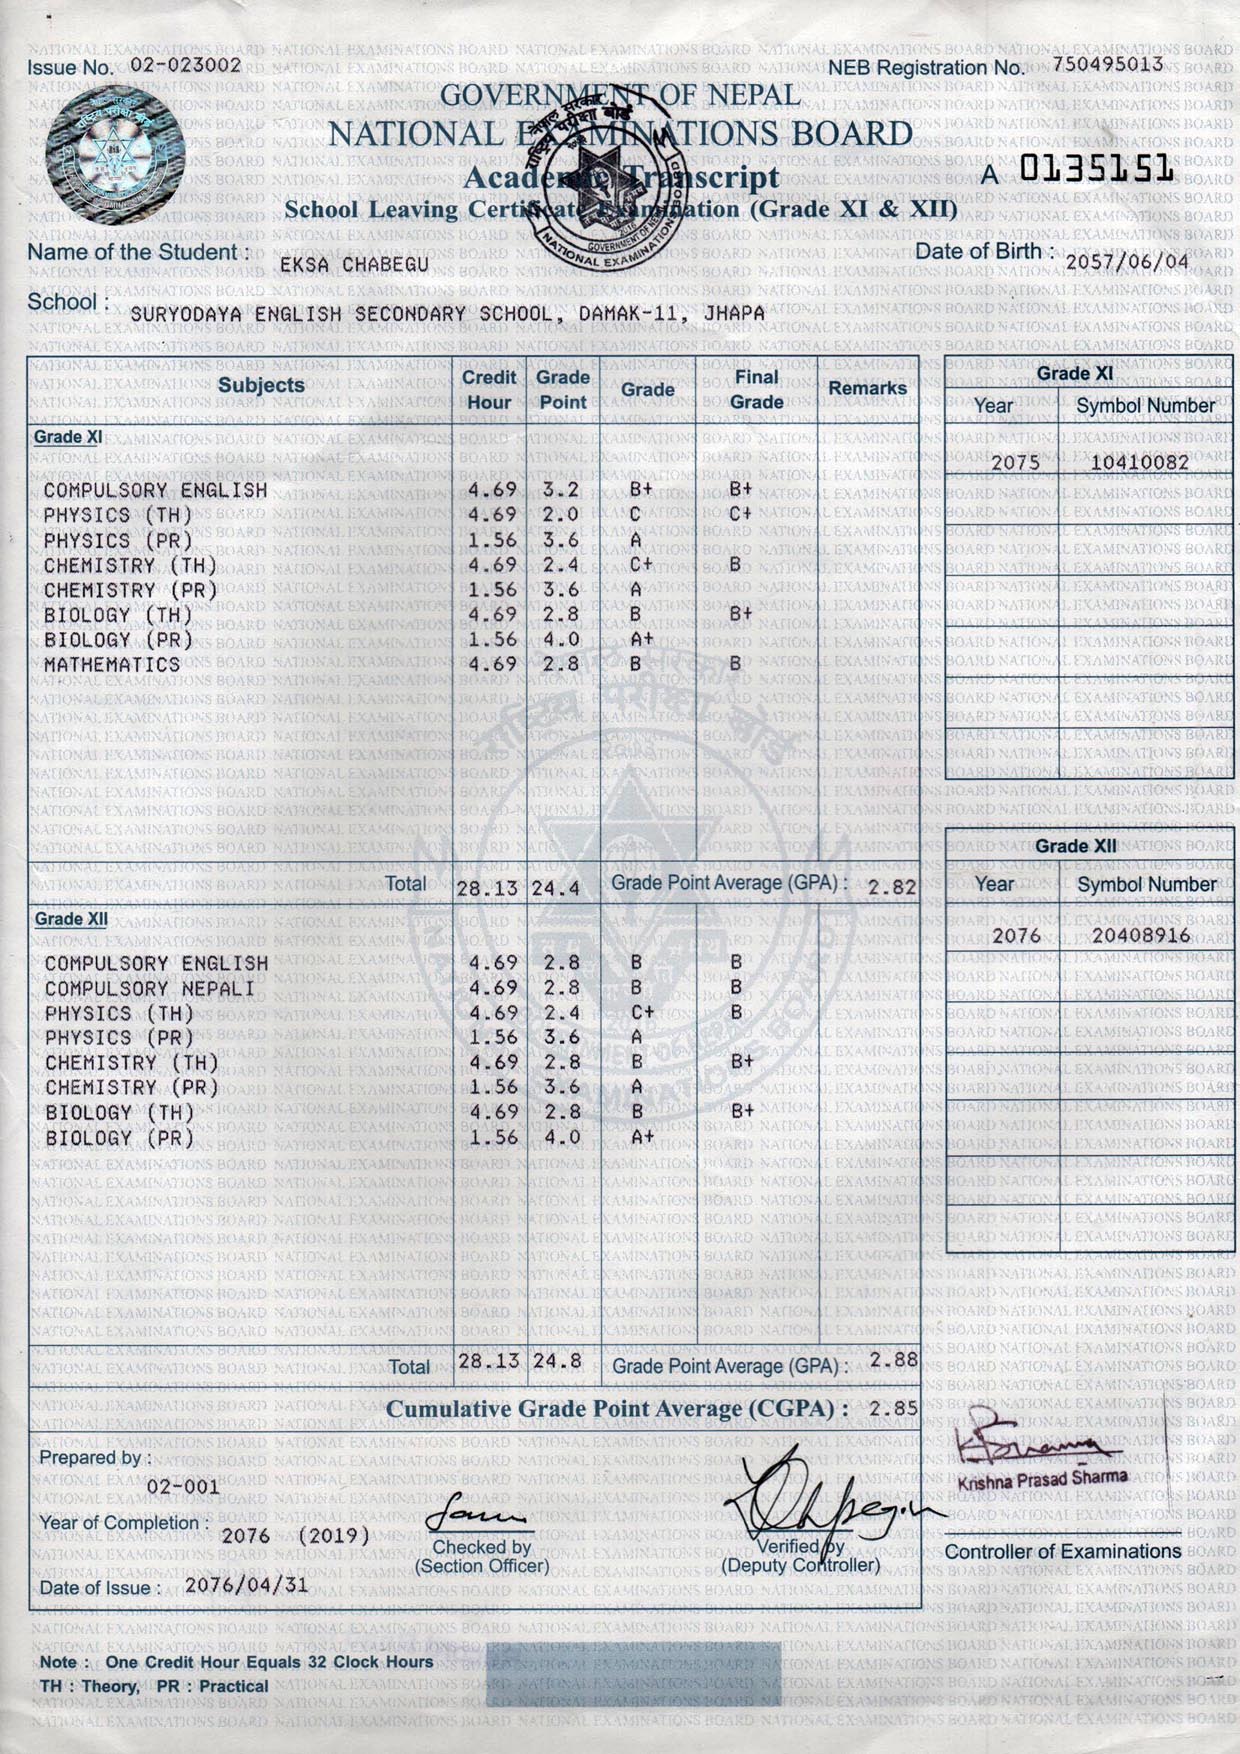 Issue No. 02-023002
NEB Registration No. 750495013
GOVERNMENT OF NEPAL
NATIONAL EXAMINATIONS BOARD
Academic Transcript
A 0135151
School Leaving Certificate Examination (Grade XI & XII)
Name of the Student : EKSA CHABEGU
Date of Birth : 2057/06/04
School : SURYODAYA ENGLISH SECONDARY SCHOOL, DAMAK-11, JHAPA
Subjects Credit Hour Grade Point Grade Final Grade Remarks
Grade XI
COMPULSORY ENGLISH 4.69 3.2 B+ B+
PHYSICS (TH) 4.69 2.0 C C+
PHYSICS (PR) 1.56 3.6 A
CHEMISTRY (TH) 4.69 2.4 C+ B
CHEMISTRY (PR) 1.56 3.6 A
BIOLOGY (TH) 4.69 2.8 B B+
BIOLOGY (PR) 1.56 4.0 A+
MATHEMATICS 4.69 2.8 B B
Total 28.13 24.4 Grade Point Average (GPA) : 2.82
Grade XII
COMPULSORY ENGLISH 4.69 2.8 B B
COMPULSORY NEPALI 4.69 2.8 B B
PHYSICS (TH) 4.69 2.4 C+ B
PHYSICS (PR) 1.56 3.6 A
CHEMISTRY (TH) 4.69 2.8 B B+
CHEMISTRY (PR) 1.56 3.6 A
BIOLOGY (TH) 4.69 2.8 B B+
BIOLOGY (PR) 1.56 4.0 A+
Total 28.13 24.8 Grade Point Average (GPA) : 2.88
Cumulative Grade Point Average (CGPA) : 2.85
Grade XI
Year Symbol Number
2075 10410082
Grade XII
Year Symbol Number
2076 20408916
Prepared by :
02-001
Year of Completion : 2076 (2019)
Date of Issue : 2076/04/31
Checked by
(Section Officer)
Verified by
(Deputy Controller)
Krishna Prasad Sharma
Controller of Examinations
Note : One Credit Hour Equals 32 Clock Hours
TH : Theory, PR : Practical